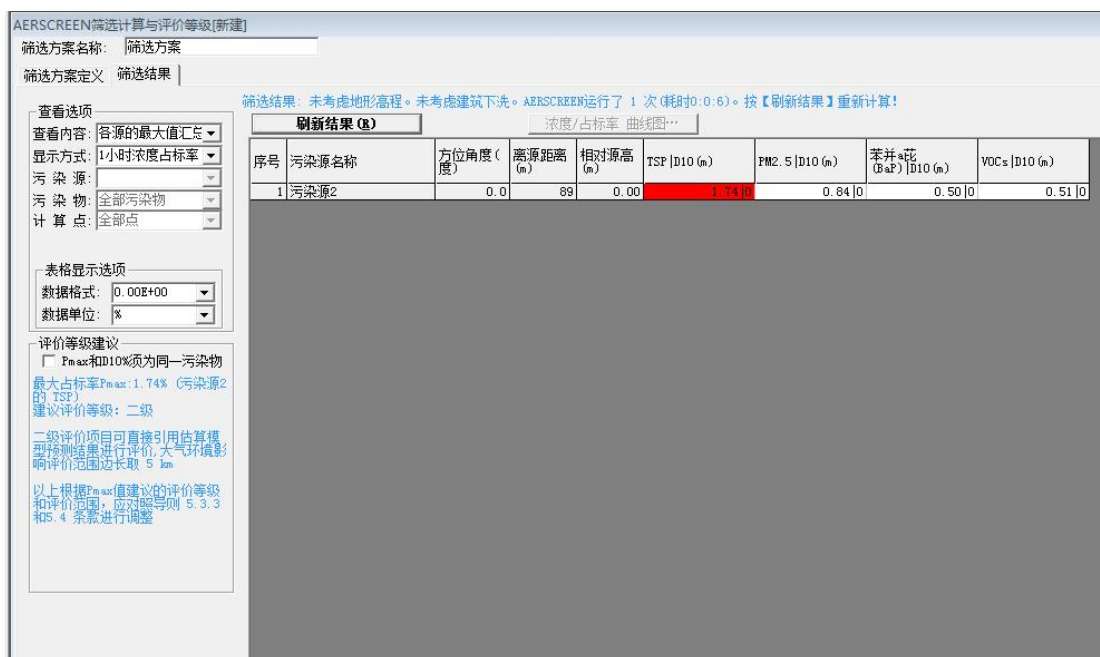 AERSCREEN筛选计算与评价等级[新建]
筛选方案名称: 筛选方案
筛选方案定义 筛选结果
筛选结果: 未考虑地形高程。未考虑建筑下洗。AERSCREEN运行了 1 次(耗时0:0:6)。按【刷新结果】重新计算!
查看选项
查看内容: 各源的最大值汇总
显示方式: 1小时浓度占标率
污 染 源:
污 染 物: 全部污染物
计 算 点: 全部点
表格显示选项
数据格式: 0.00E+00
数据单位: %
评价等级建议
Pmax和D10%须为同一污染物
最大占标率Pmax:1.74% (污染源2
的 TSP)
建议评价等级: 二级
二级评价项目可直接引用估算模
型预测结果进行评价,大气环境影
响评价范围边长取 5 km
以上根据Pmax值建议的评价等级
和评价范围，应对照导则 5.3.3
和5.4 条款进行调整
刷新结果(R) 浓度/占标率 曲线图…
序号 污染源名称 方位角度(度) 离源距离(m) 相对源高(m) TSP|D10(m) PM2.5|D10(m) 苯并a芘(BaP)|D10(m) VOCs|D10(m)
1 污染源2 0.0 89 0.00 1.74|0 0.84|0 0.50|0 0.51|0